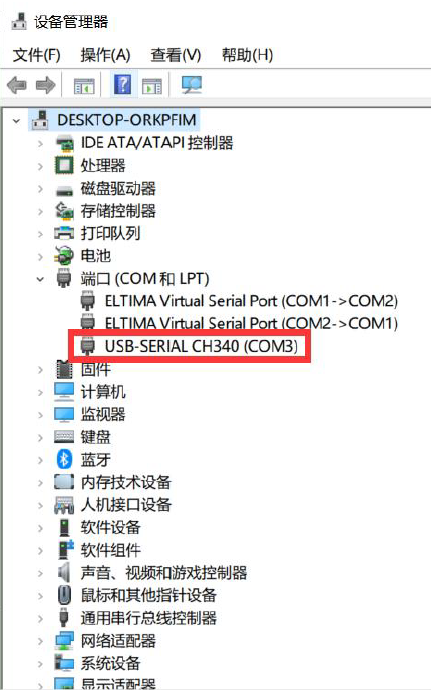 设备管理器
文件(F) 操作(A) 查看(V) 帮助(H)
DESKTOP-ORKPFIM
IDE ATA/ATAPI 控制器
处理器
磁盘驱动器
存储控制器
打印队列
电池
端口 (COM 和 LPT)
ELTIMA Virtual Serial Port (COM1->COM2)
ELTIMA Virtual Serial Port (COM2->COM1)
USB-SERIAL CH340 (COM3)
固件
计算机
监视器
键盘
蓝牙
内存技术设备
人机接口设备
软件设备
软件组件
声音、视频和游戏控制器
鼠标和其他指针设备
通用串行总线控制器
网络适配器
系统设备
显示适配器